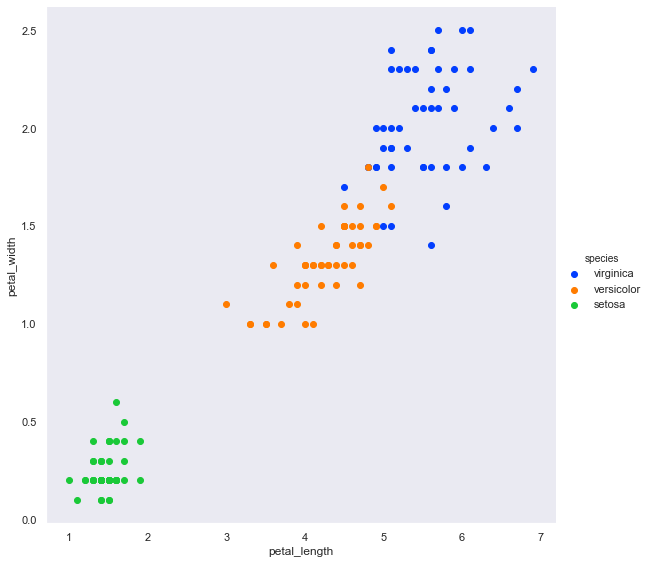 2.5
2.0
1.5
1.0
0.5
0.0
petal_width
1 2 3 4 5 6 7
petal_length
species
virginica
versicolor
setosa